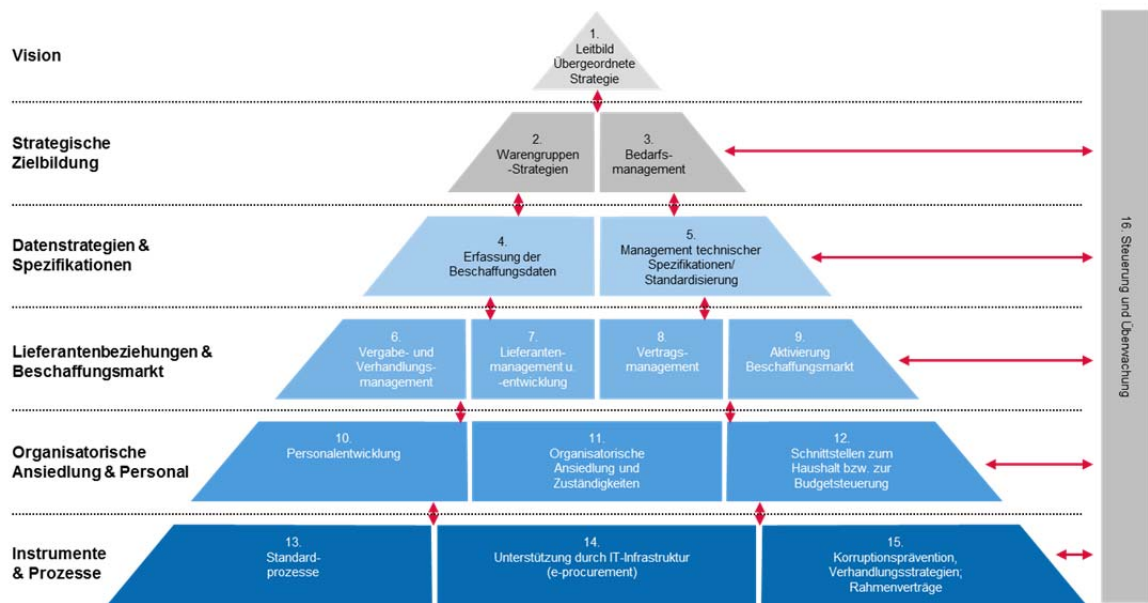 Vision
1.
Leitbild
Übergeordnete
Strategie
Strategische
Zielbildung
2.
Warengruppen
-Strategien
3.
Bedarfs-
management
Datenstrategien &
Spezifikationen
4.
Erfassung der
Beschaffungsdaten
5.
Management technischer
Spezifikationen/
Standardisierung
Lieferantenbeziehungen &
Beschaffungsmarkt
6.
Vergabe- und
Verhandlungs-
management
7.
Lieferanten-
management u.
-entwicklung
8.
Vertrags-
management
9.
Aktivierung
Beschaffungsmarkt
Organisatorische
Ansiedlung & Personal
10.
Personalentwicklung
11.
Organisatorische
Ansiedlung und
Zuständigkeiten
12.
Schnittstellen zum
Haushalt bzw. zur
Budgetsteuerung
Instrumente
& Prozesse
13.
Standard-
prozesse
14.
Unterstützung durch IT-Infrastruktur
(e-procurement)
15.
Korruptionsprävention,
Verhandlungsstrategien;
Rahmenverträge
16. Steuerung und Überwachung